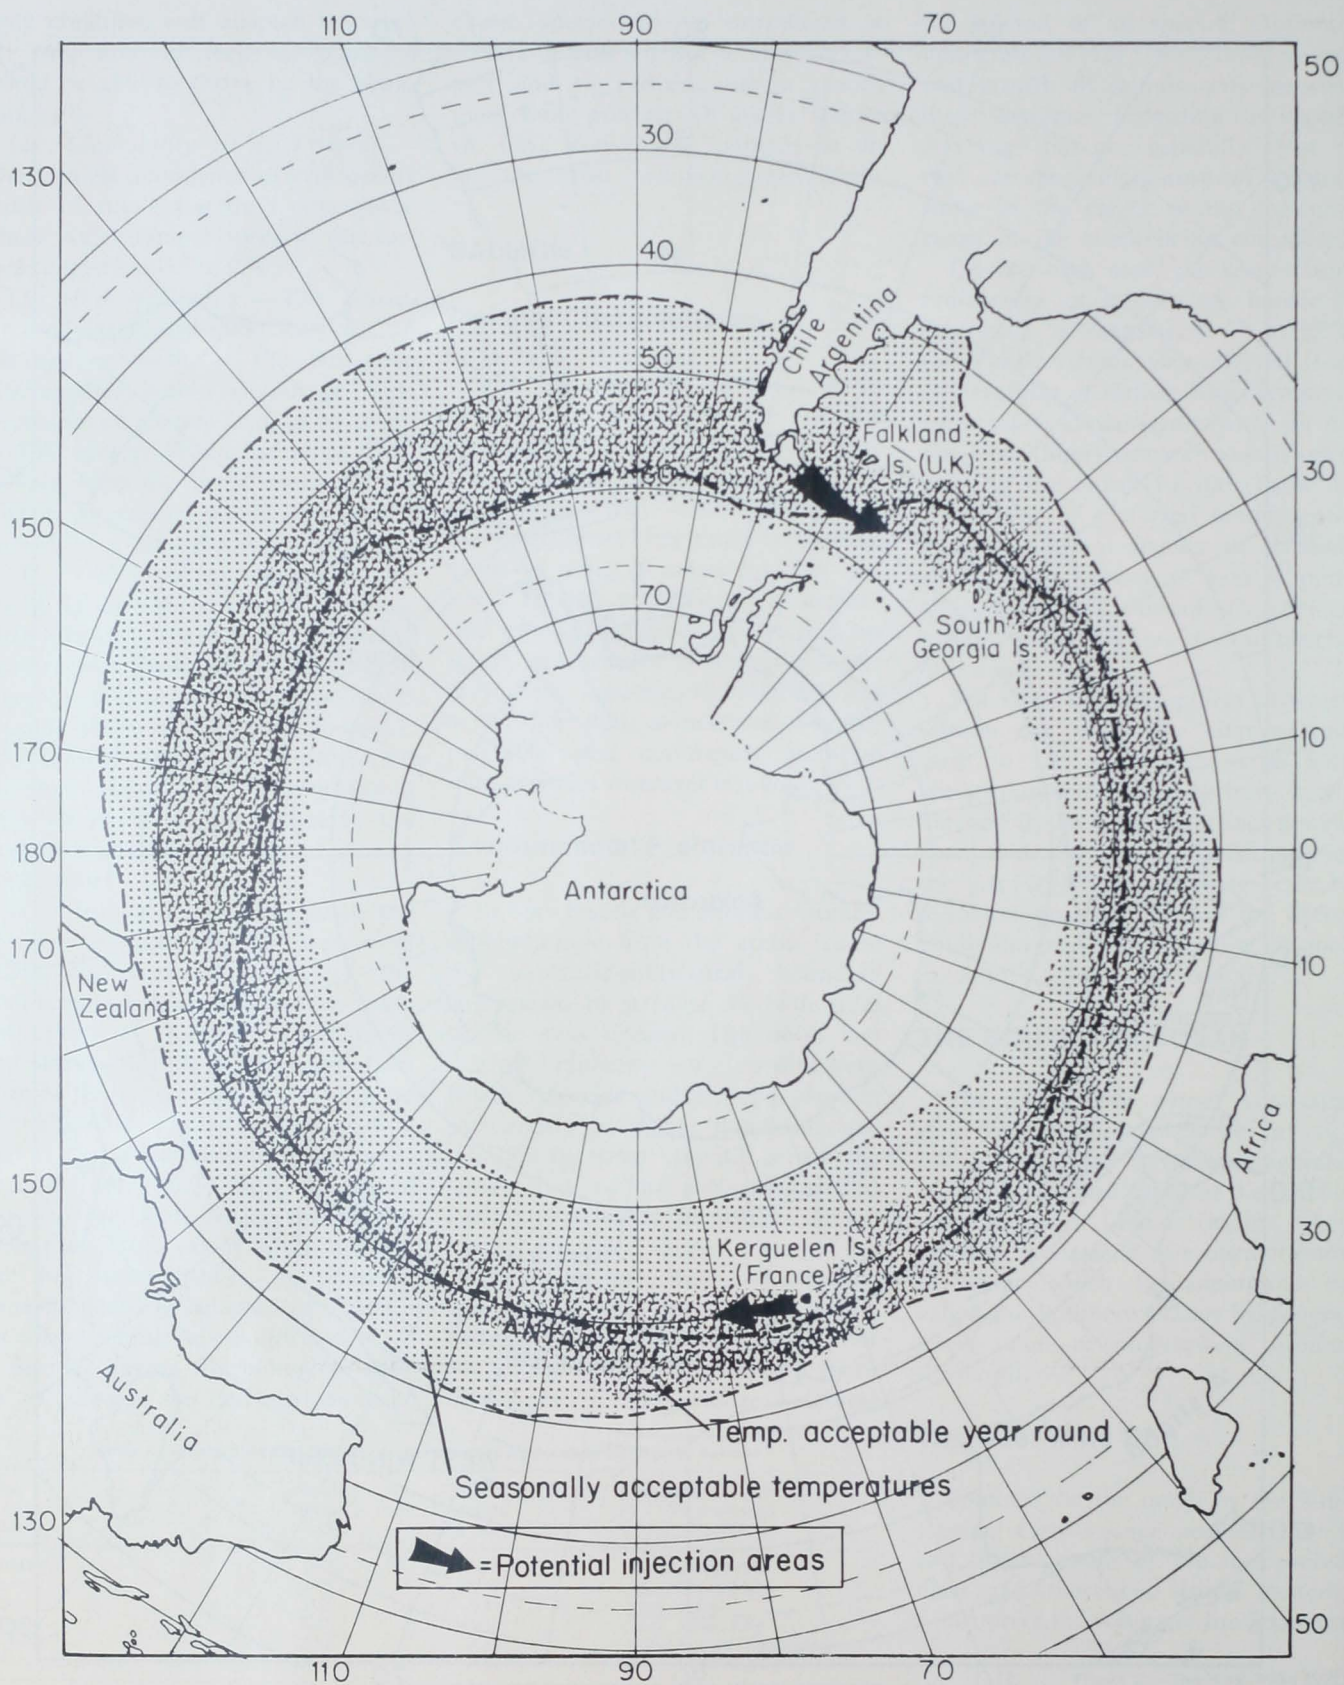 110 90 70
50
30
130
40
Chile
Argentina
50
Falkland
Is. (U.K.)
30
60
150
70
South
Georgia Is.
170
10
180
0
Antarctica
170
10
New
Zealand
Africa
150
30
Kerguelen Is.
(France)
ANTARCTIC CONVERGENCE
Australia
Temp. acceptable year round
Seasonally acceptable temperatures
130
=Potential injection areas
50
110 90 70